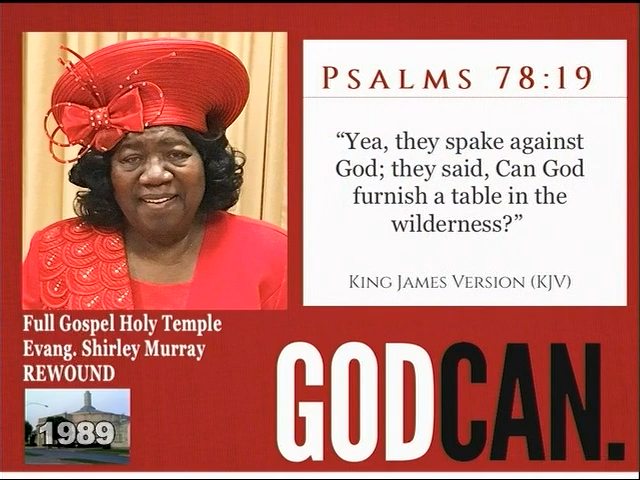 PSALMS 78:19
“Yea, they spake against
God; they said, Can God
furnish a table in the
wilderness?”
KING JAMES VERSION (KJV)
Full Gospel Holy Temple
Evang. Shirley Murray
REWOUND
1989
GODCAN.